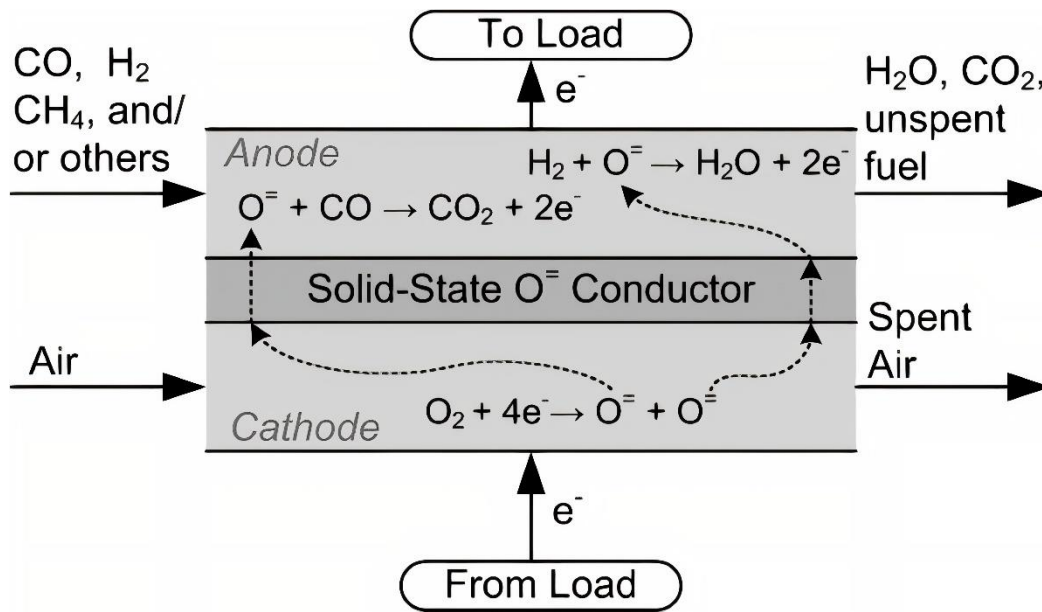 To Load
e⁻
CO, H₂
CH₄, and/
or others
H₂O, CO₂,
unspent
fuel
Anode
H₂ + O⁼ → H₂O + 2e⁻
O⁼ + CO → CO₂ + 2e⁻
Solid-State O⁼ Conductor
Air
Spent
Air
O₂ + 4e⁻→ O⁼ + O⁼
Cathode
e⁻
From Load